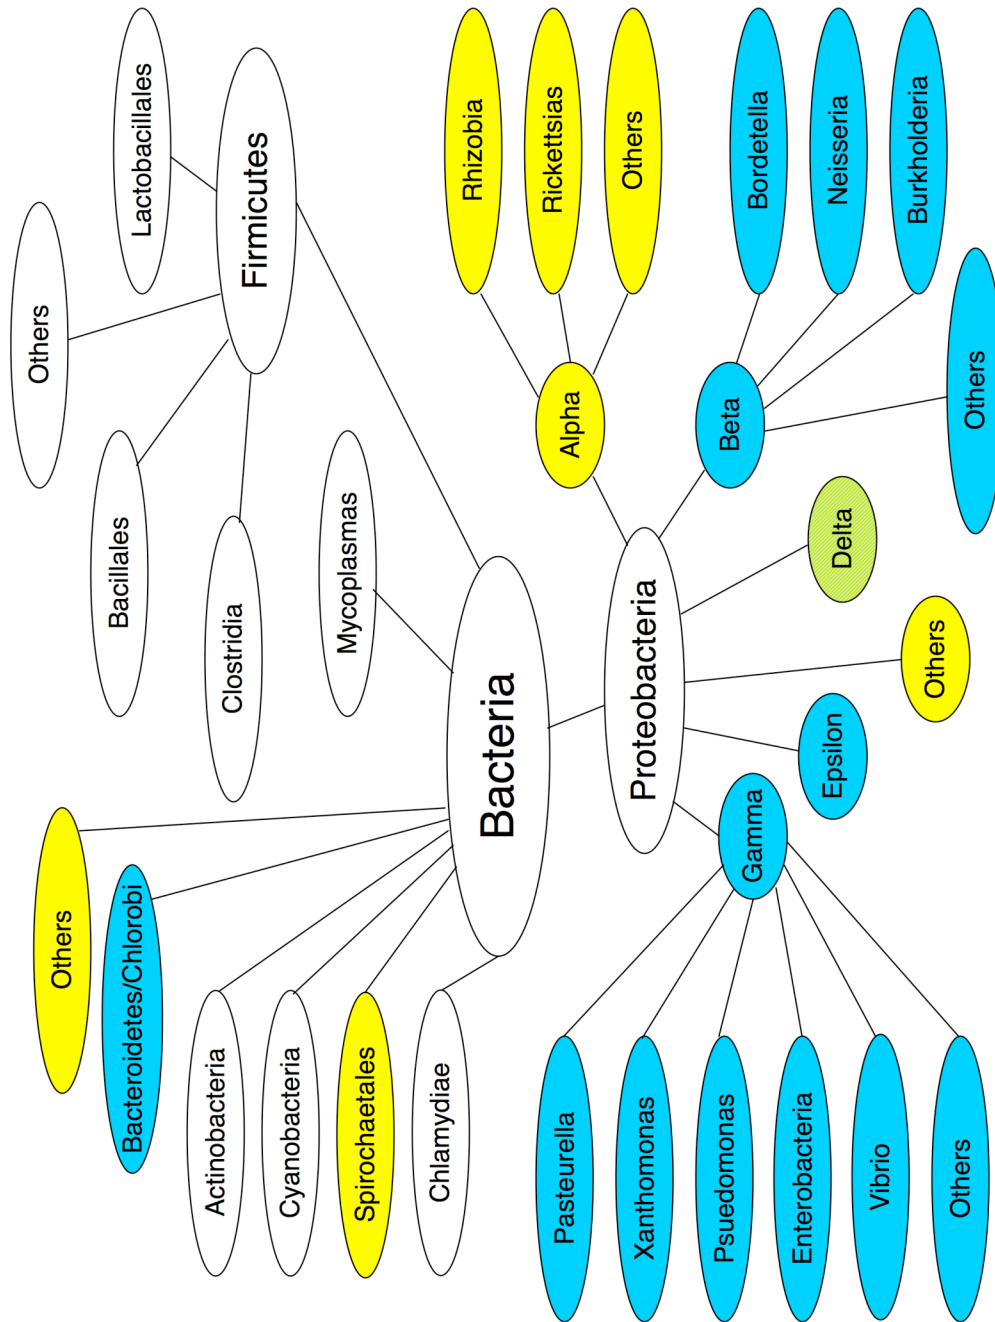 Others
Bacteroidetes/Chlorobi
Actinobacteria
Cyanobacteria
Spirochaetales
Chlamydiae
Bacteria
Mycoplasmas
Firmicutes
Others
Lactobacillales
Bacillales
Clostridia
Proteobacteria
Alpha
Rhizobia
Rickettsias
Others
Beta
Bordetella
Neisseria
Burkholderia
Others
Delta
Others
Epsilon
Gamma
Pasteurella
Xanthomonas
Psuedomonas
Enterobacteria
Vibrio
Others